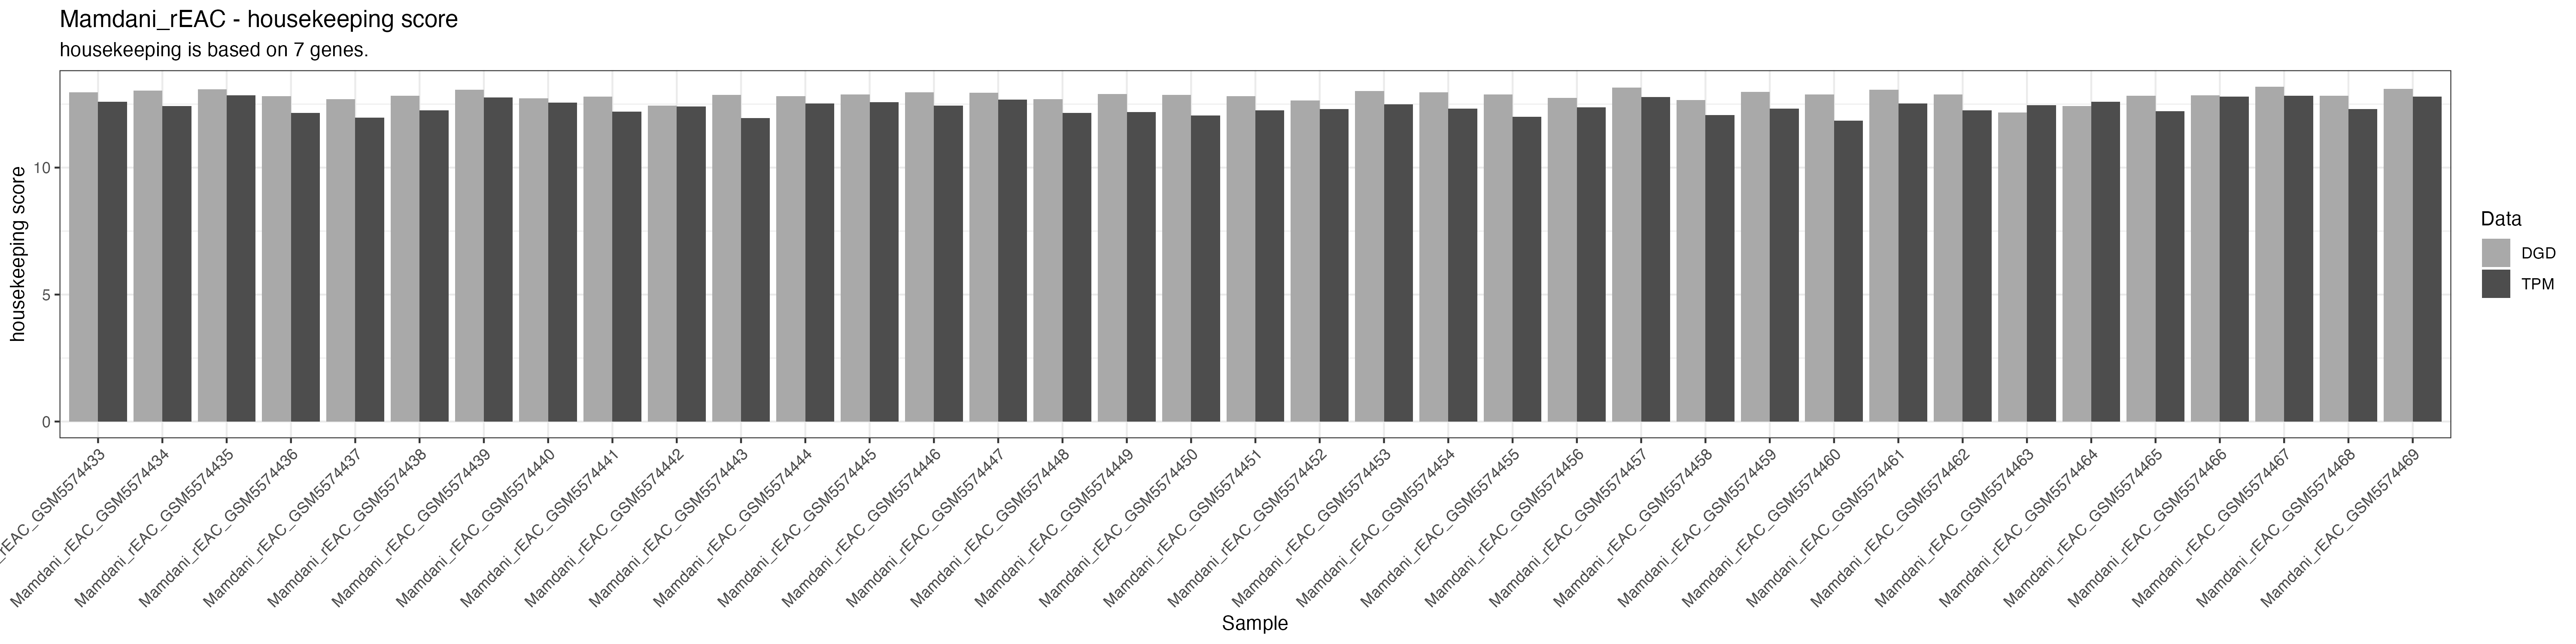 Mamdani_rEAC - housekeeping score
housekeeping is based on 7 genes.
housekeeping score
10
5
0
_rEAC_GSM5574433
Mamdani_rEAC_GSM5574434
Mamdani_rEAC_GSM5574435
Mamdani_rEAC_GSM5574436
Mamdani_rEAC_GSM5574437
Mamdani_rEAC_GSM5574438
Mamdani_rEAC_GSM5574439
Mamdani_rEAC_GSM5574440
Mamdani_rEAC_GSM5574441
Mamdani_rEAC_GSM5574442
Mamdani_rEAC_GSM5574443
Mamdani_rEAC_GSM5574444
Mamdani_rEAC_GSM5574445
Mamdani_rEAC_GSM5574446
Mamdani_rEAC_GSM5574447
Mamdani_rEAC_GSM5574448
Mamdani_rEAC_GSM5574449
Mamdani_rEAC_GSM5574450
Mamdani_rEAC_GSM5574451
Mamdani_rEAC_GSM5574452
Mamdani_rEAC_GSM5574453
Mamdani_rEAC_GSM5574454
Mamdani_rEAC_GSM5574455
Mamdani_rEAC_GSM5574456
Mamdani_rEAC_GSM5574457
Mamdani_rEAC_GSM5574458
Mamdani_rEAC_GSM5574459
Mamdani_rEAC_GSM5574460
Mamdani_rEAC_GSM5574461
Mamdani_rEAC_GSM5574462
Mamdani_rEAC_GSM5574463
Mamdani_rEAC_GSM5574464
Mamdani_rEAC_GSM5574465
Mamdani_rEAC_GSM5574466
Mamdani_rEAC_GSM5574467
Mamdani_rEAC_GSM5574468
Mamdani_rEAC_GSM5574469
Sample
Data
DGD
TPM